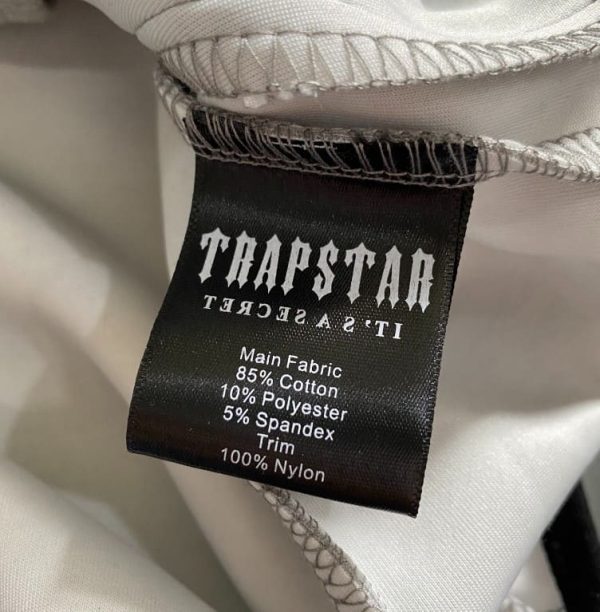 TRAPSTAR
IT'S A SECRET
Main Fabric
85% Cotton
10% Polyester
5% Spandex
Trim
100% Nylon